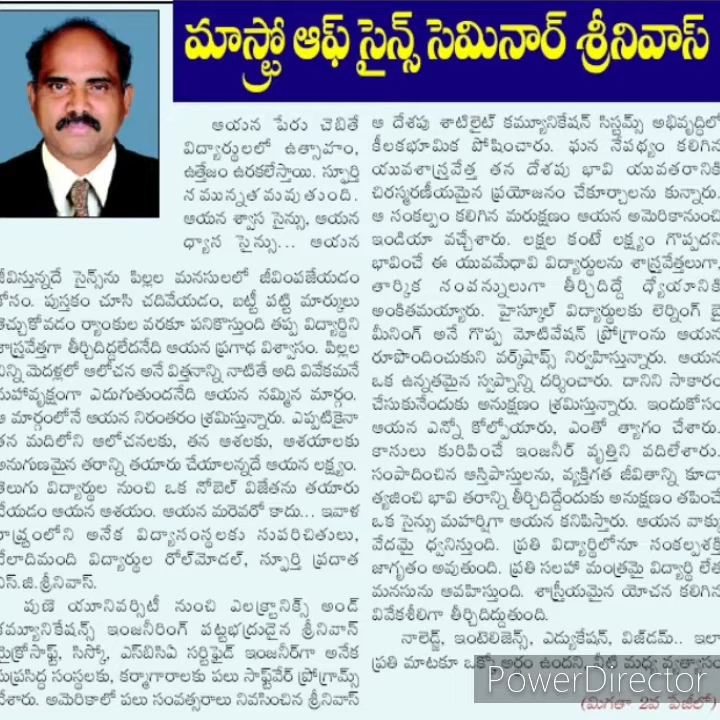 మాస్ట్రో ఆఫ్ సైన్స్ సెమినార్ శ్రీనివాస్
ఆయన పేరు చెబితే
విద్యార్థులలో ఉత్సాహం,
ఉత్తేజం ఉరకలేస్తాయి. స్ఫూర్తి
నమున్నతమవుతుంది.
ఆయన శ్వాస సైన్సు, ఆయన
ధ్యాన సైన్సు... ఆయన
జీవిస్తున్నదే సైన్స్‌ను పిల్లల మనసులలో జీవింపజేయడం
కోసం. పుస్తకం చూసి చదివేయడం, బట్టీ పట్టి మార్కులు
తెచ్చుకోవడం ర్యాంకుల వరకూ పనికొస్తుంది తప్ప విద్యార్థిని
శాస్త్రవేత్తగా తీర్చిదిద్దలేదనేది ఆయన ప్రగాఢ విశ్వాసం. పిల్లల
చిన్ని మెదళ్లలో ఆలోచన అనే విత్తనాన్ని నాటితే అది వివేకమనే
మహావృక్షంగా ఎదుగుతుందనేది ఆయన నమ్మిన మార్గం.
ఆ మార్గంలోనే ఆయన నిరంతరం శ్రమిస్తున్నారు. ఎప్పటికైనా
తన మదిలోని ఆలోచనలకు, తన ఆశలకు, ఆశయాలకు
అనుగుణమైన తరాన్ని తయారు చేయాలన్నదే ఆయన లక్ష్యం.
తెలుగు విద్యార్థుల నుంచి ఒక నోబెల్ విజేతను తయారు
చేయడం ఆయన ఆశయం. ఆయన మరెవరో కాదు... ఇవాళ
రాష్ట్రంలోని అనేక విద్యాసంస్థలకు సుపరిచితులు,
వేలాదిమంది విద్యార్థుల రోల్‌మోడల్, స్ఫూర్తి ప్రదాత
ఎస్.జి.శ్రీనివాస్.
వుణె యూనివర్సిటీ నుంచి ఎలక్ట్రానిక్స్ అండ్
కమ్యూనికేషన్స్ ఇంజనీరింగ్ పట్టభద్రుడైన శ్రీనివాస్
మైక్రోసాఫ్ట్, సిస్కో, ఎస్‌బిసిఏ సర్టిఫైడ్ ఇంజనీర్‌గా అనేక
సుప్రసిద్ధ సంస్థలకు, కర్మాగారాలకు పలు సాఫ్ట్‌వేర్ ప్రోగ్రామ్స్
చేశారు. అమెరికాలో పలు సంవత్సరాలు నివసించిన శ్రీనివాస్
ఆ దేశపు శాటిలైట్ కమ్యూనికేషన్ సిస్టమ్స్ అభివృద్ధిలో
కీలకభూమిక పోషించారు. ఘన నేపథ్యం కలిగిన
యువశాస్త్రవేత్త తన దేశపు భావి యువతరానికి
చిరస్మరణీయమైన ప్రయోజనం చేకూర్చాలను కున్నారు.
ఆ సంకల్పం కలిగిన మరుక్షణం ఆయన అమెరికానుంచి
ఇండియా వచ్చేశారు. లక్షల కంటే లక్ష్యం గొప్పదని
భావించే ఈ యువమేధావి విద్యార్థులను శాస్త్రవేత్తలుగా,
తార్కిక సంపన్నులుగా తీర్చిదిద్దే ధ్యేయానికి
అంకితమయ్యారు. హైస్కూల్ విద్యార్థులకు లెర్నింగ్ బై
మీనింగ్ అనే గొప్ప మోటివేషన్ ప్రోగ్రాంను ఆయన
రూపొందించుకుని వర్క్‌షాప్స్ నిర్వహిస్తున్నారు. ఆయన
ఒక ఉన్నతమైన స్వప్నాన్ని దర్శించారు. దానిని సాకారం
చేసుకునేందుకు అనుక్షణం శ్రమిస్తున్నారు. ఇందుకోసం
ఆయన ఎన్నో కోల్పోయారు, ఎంతో త్యాగం చేశారు.
కాసులు కురిపించే ఇంజనీర్ వృత్తిని వదిలేశారు.
సంపాదించిన ఆస్తిపాస్తులను, వ్యక్తిగత జీవితాన్ని కూడా
త్యజించి భావి తరాన్ని తీర్చిదిద్దేందుకు అనుక్షణం తపించే
ఒక సైన్సు మహర్షిగా ఆయన కనిపిస్తారు. ఆయన వాకు
వేదమై ధ్వనిస్తుంది. ప్రతి విద్యార్థిలోనూ సంకల్పశక్తి
జాగృతం అవుతుంది. ప్రతి సలహా మంత్రమై విద్యార్థి లేత
మనసును ఆవహిస్తుంది. శాస్త్రీయమైన యోచన కలిగిన
వివేకశీలిగా తీర్చిదిద్దుతుంది.
నాలెడ్జ్, ఇంటెలిజెన్స్, ఎడ్యుకేషన్, విజ్‌డమ్.. ఇలా
ప్రతి మాటకూ ఒకో అర్థం ఉందని, వీటి మధ్య వ్యత్యాసం
PowerDirector
(మిగతా 2వ పేజీలో)